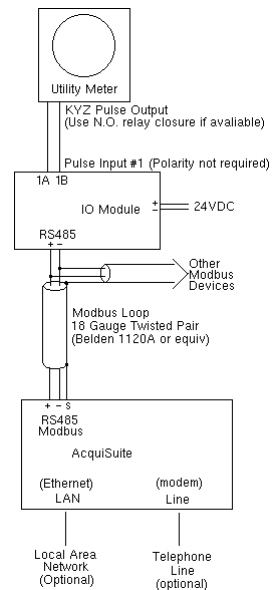 Utility Meter
KYZ Pulse Output
(Use N.O. relay closure if avaliable)
Pulse Input #1 (Polarity not required)
1A 1B
IO Module
+
-
24VDC
RS485
+ -
Other
Modbus
Devices
Modbus Loop
18 Gauge Twisted Pair
(Belden 1120A or equiv)
+ - s
RS485
Modbus
AcquiSuite
(Ethernet)
LAN
(modem)
Line
Local Area
Network
(Optional)
Telephone
Line
(optional)